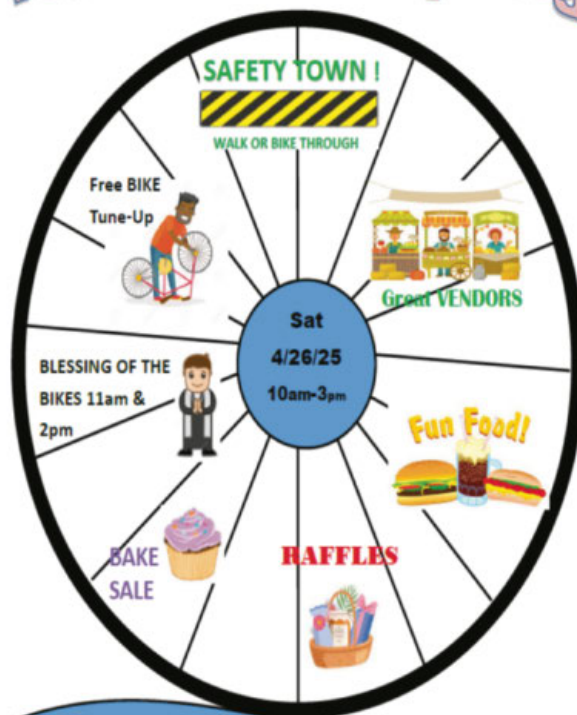 SAFETY TOWN !
WALK OR BIKE THROUGH
Free BIKE
Tune-Up
Great VENDORS
Sat
4/26/25
10am-3pm
BLESSING OF THE
BIKES 11am &
2pm
Fun Food!
BAKE
SALE
RAFFLES